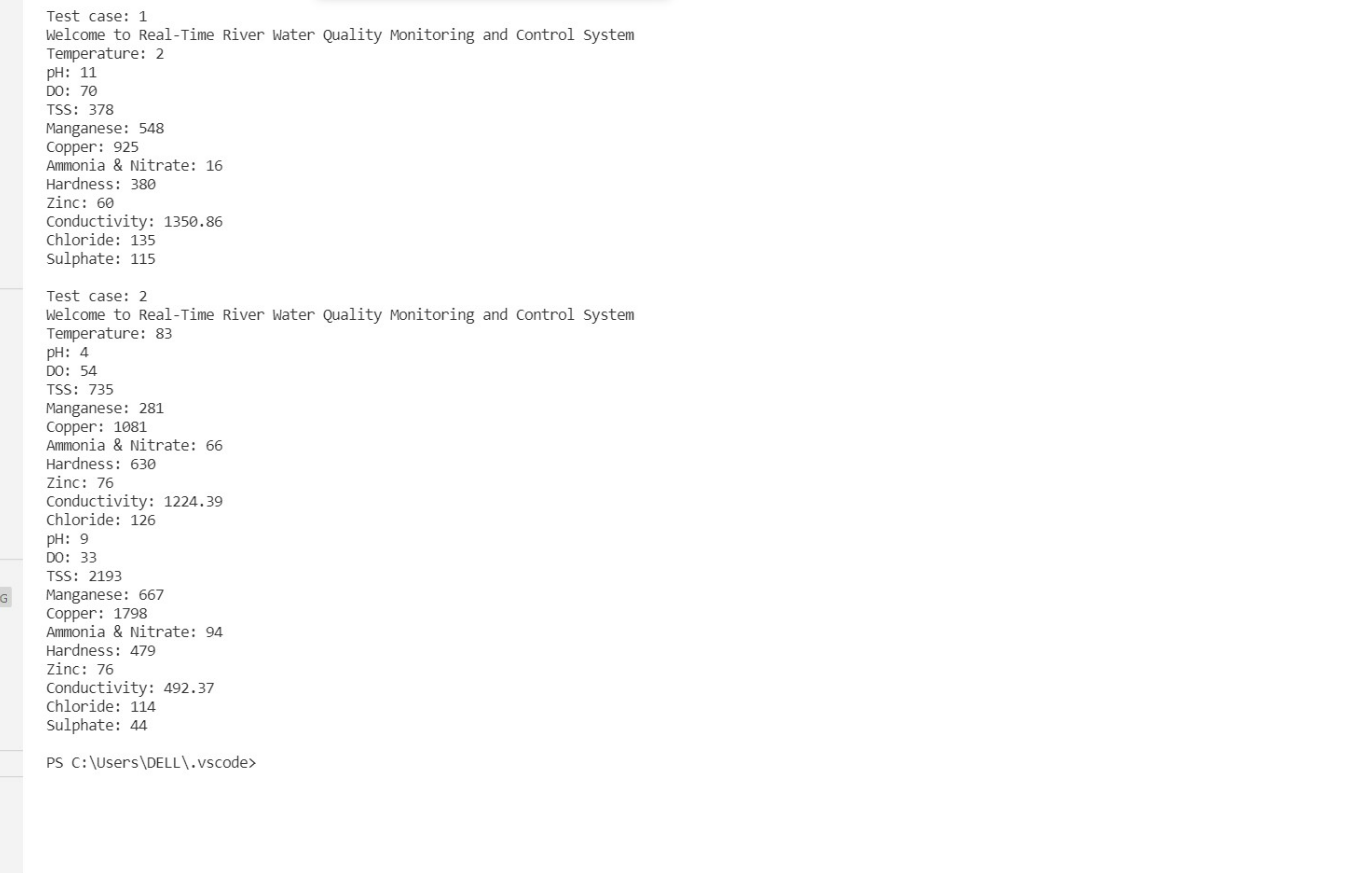 Test case: 1
Welcome to Real-Time River Water Quality Monitoring and Control System
Temperature: 2
pH: 11
DO: 70
TSS: 378
Manganese: 548
Copper: 925
Ammonia & Nitrate: 16
Hardness: 380
Zinc: 60
Conductivity: 1350.86
Chloride: 135
Sulphate: 115
Test case: 2
Welcome to Real-Time River Water Quality Monitoring and Control System
Temperature: 83
pH: 4
DO: 54
TSS: 735
Manganese: 281
Copper: 1081
Ammonia & Nitrate: 66
Hardness: 630
Zinc: 76
Conductivity: 1224.39
Chloride: 126
pH: 9
DO: 33
TSS: 2193
G
Manganese: 667
Copper: 1798
Ammonia & Nitrate: 94
Hardness: 479
Zinc: 76
Conductivity: 492.37
Chloride: 114
Sulphate: 44
PS C:\Users\DELL\.vscode>